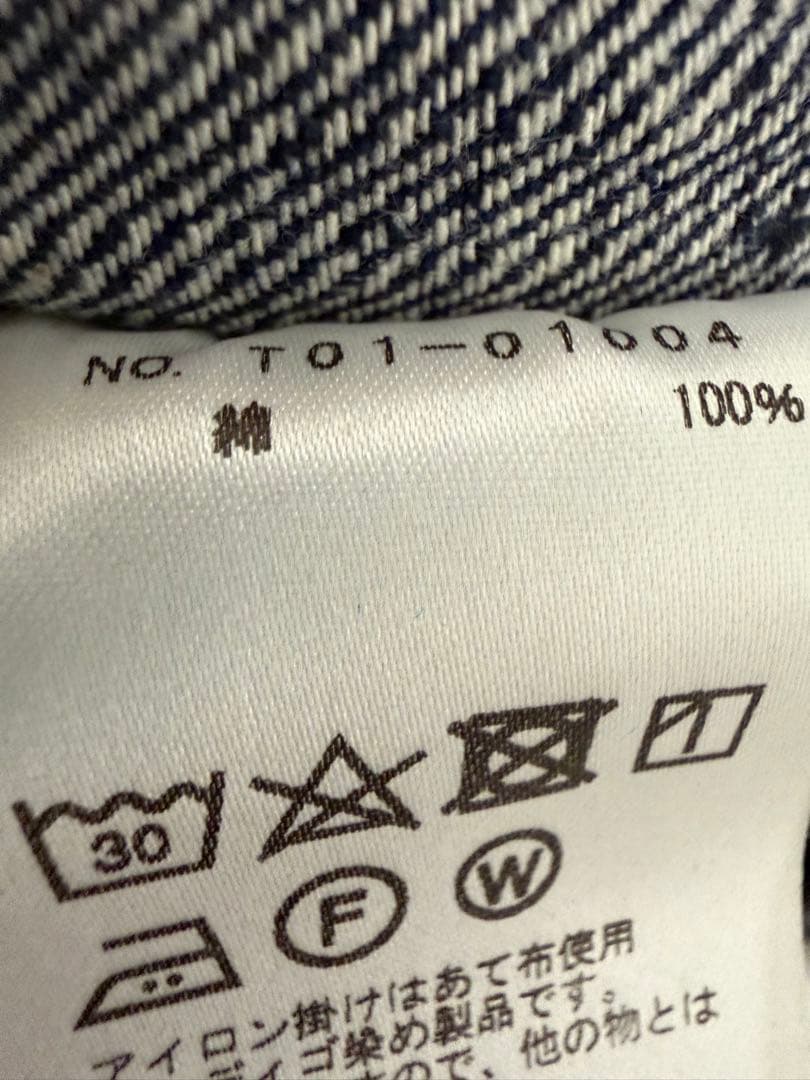 NO. T01-01004
綿 100%
30
F W
アイロン掛けはあて布使用
ゴ染め製品です。
ので、他の物とは